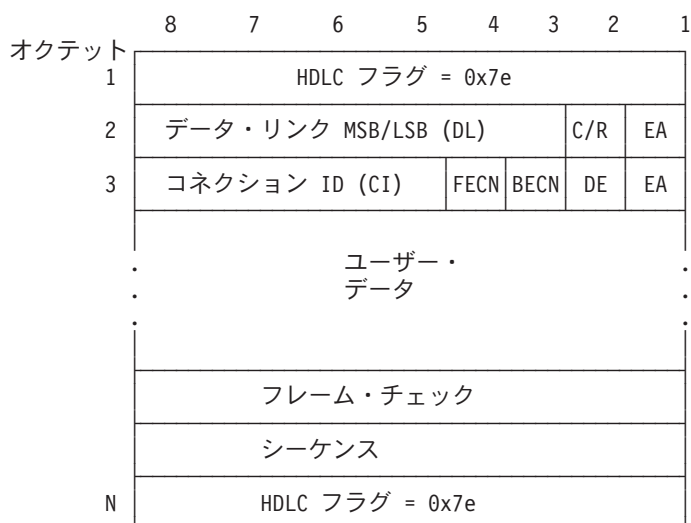 8 7 6 5 4 3 2 1
オクテット
1 HDLC フラグ = 0x7e
2 データ・リンク MSB/LSB (DL) C/R EA
3 コネクション ID (CI) FECN BECN DE EA
ユーザー・
データ
フレーム・チェック
シーケンス
N HDLC フラグ = 0x7e